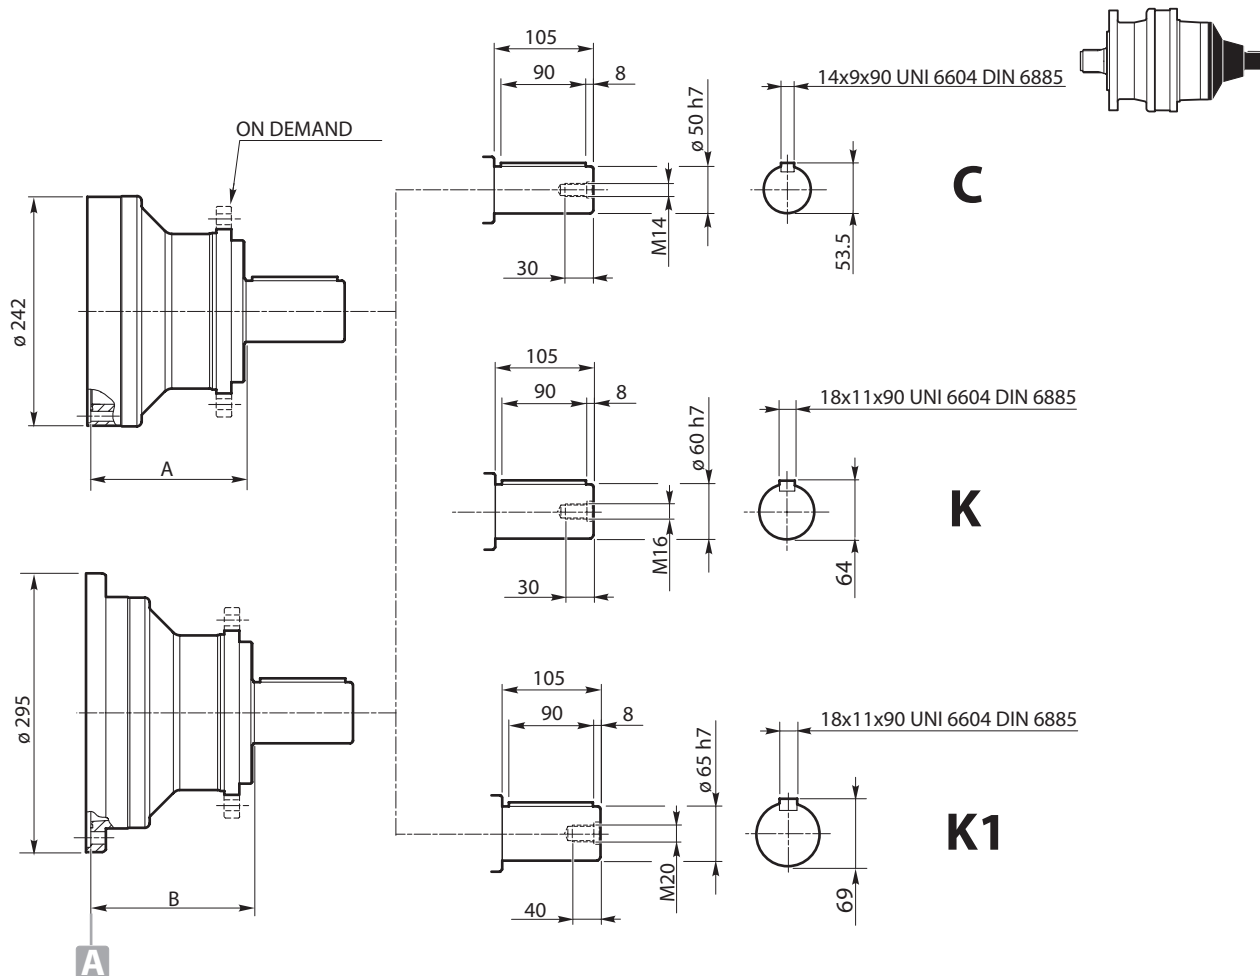 ON DEMAND
ø 242
A
ø 295
B
A
105
90
8
ø 50 h7
M14
30
14x9x90 UNI 6604 DIN 6885
53.5
C
105
90
8
ø 60 h7
M16
30
18x11x90 UNI 6604 DIN 6885
64
K
105
90
8
ø 65 h7
M20
40
18x11x90 UNI 6604 DIN 6885
69
K1